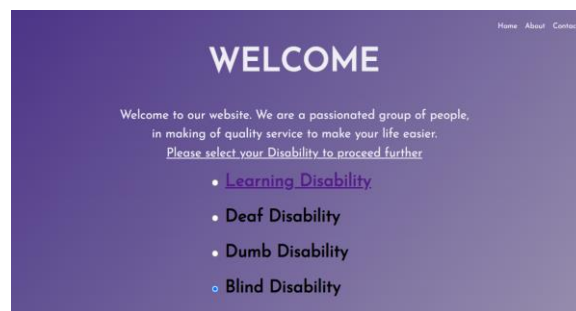 Home About Contac
WELCOME
Welcome to our website. We are a passionated group of people,
in making of quality service to make your life easier.
Please select your Disability to proceed further
Learning Disability
Deaf Disability
Dumb Disability
Blind Disability